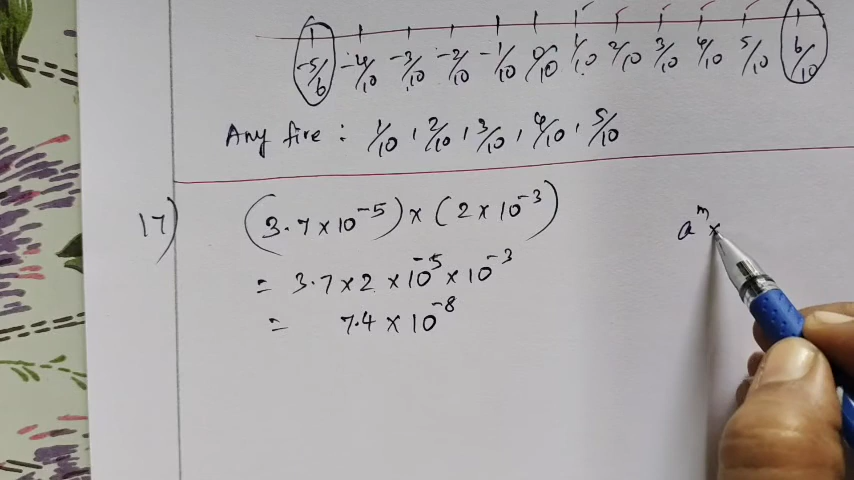 -5/6 -4/10 -3/10 -2/10 -1/10 0/10 1/10 2/10 3/10 4/10 5/10 6/10
Any five : 1/10 , 2/10 , 3/10 , 4/10 , 5/10
17) (3.7 × 10⁻⁵) × (2 × 10⁻³) aᵐ ×
= 3.7 × 2 × 10⁻⁵ × 10⁻³
= 7.4 × 10⁻⁸